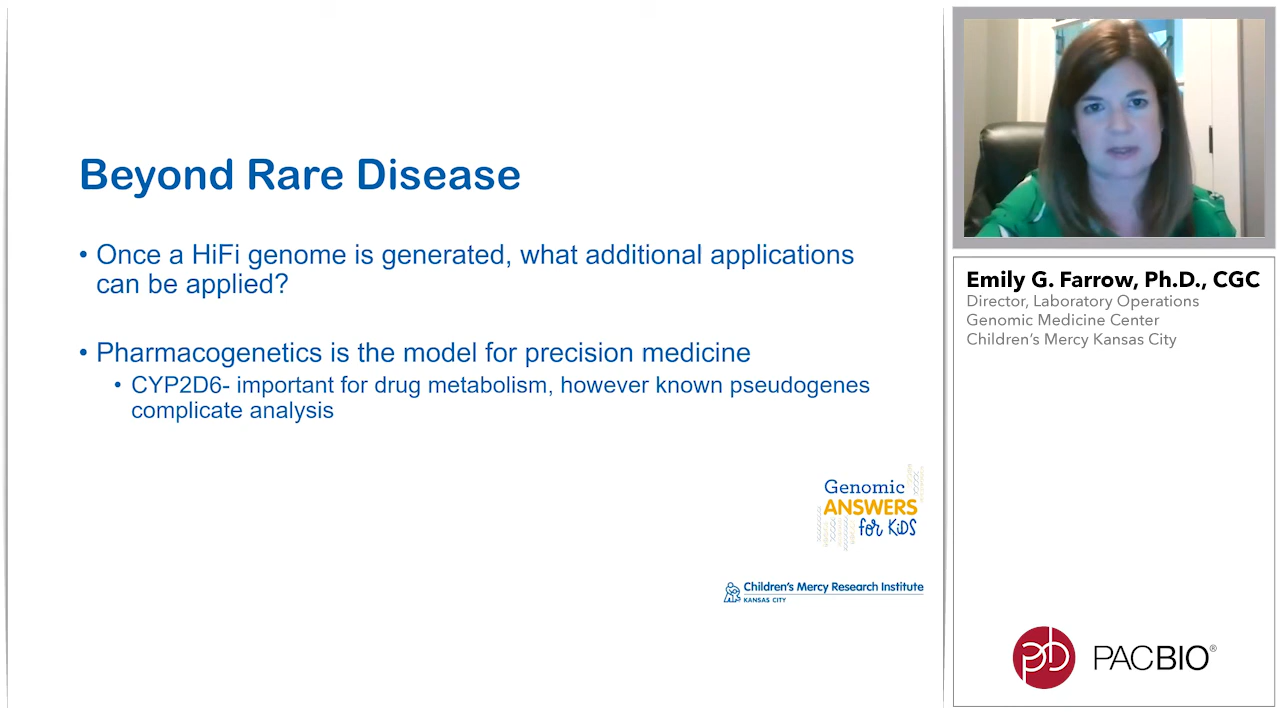 Beyond Rare Disease
• Once a HiFi genome is generated, what additional applications
can be applied?
• Pharmacogenetics is the model for precision medicine
• CYP2D6- important for drug metabolism, however known pseudogenes
complicate analysis
Genomic
ANSWERS
for KiDS
Children's Mercy Research Institute
KANSAS CITY
Emily G. Farrow, Ph.D., CGC
Director, Laboratory Operations
Genomic Medicine Center
Children's Mercy Kansas City
pb PACBIO®